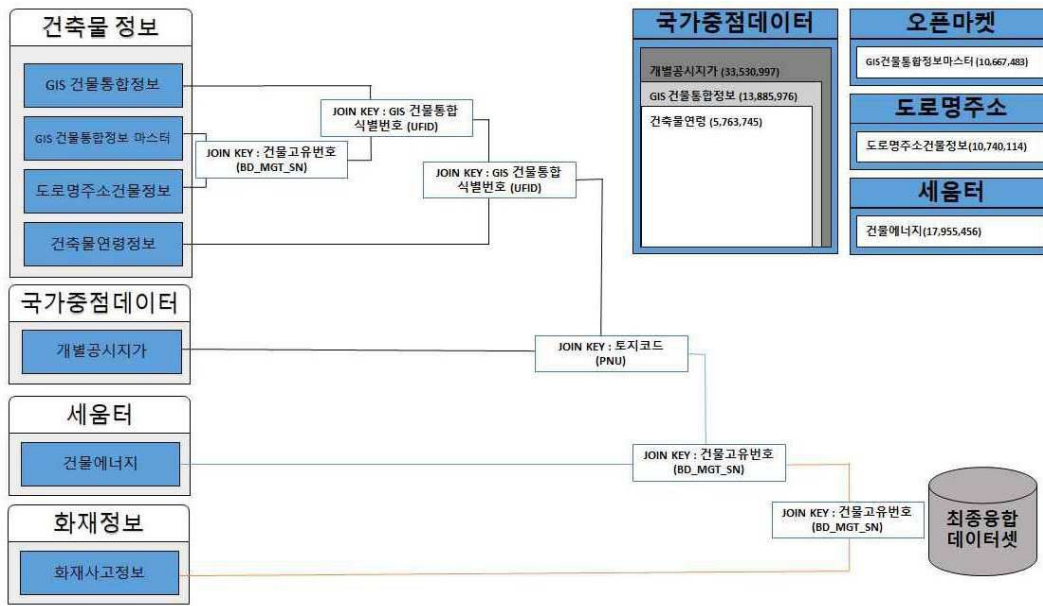 건축물 정보
GIS 건물통합정보
GIS 건물통합정보 마스터
도로명주소건물정보
건축물연령정보
JOIN KEY : 건물고유번호
(BD_MGT_SN)
JOIN KEY : GIS 건물통합
식별번호 (UFID)
JOIN KEY : GIS 건물통합
식별번호 (UFID)
국가중점데이터
개별공시지가 (33,530,997)
GIS 건물통합정보 (13,885,976)
건축물연령 (5,763,745)
오픈마켓
GIS건물통합정보마스터(10,667,483)
도로명주소
도로명주소건물정보(10,740,114)
세움터
건물에너지(17,955,456)
국가중점데이터
개별공시지가
JOIN KEY : 토지코드
(PNU)
세움터
건물에너지
JOIN KEY : 건물고유번호
(BD_MGT_SN)
화재정보
화재사고정보
JOIN KEY : 건물고유번호
(BD_MGT_SN)
최종융합
데이터셋